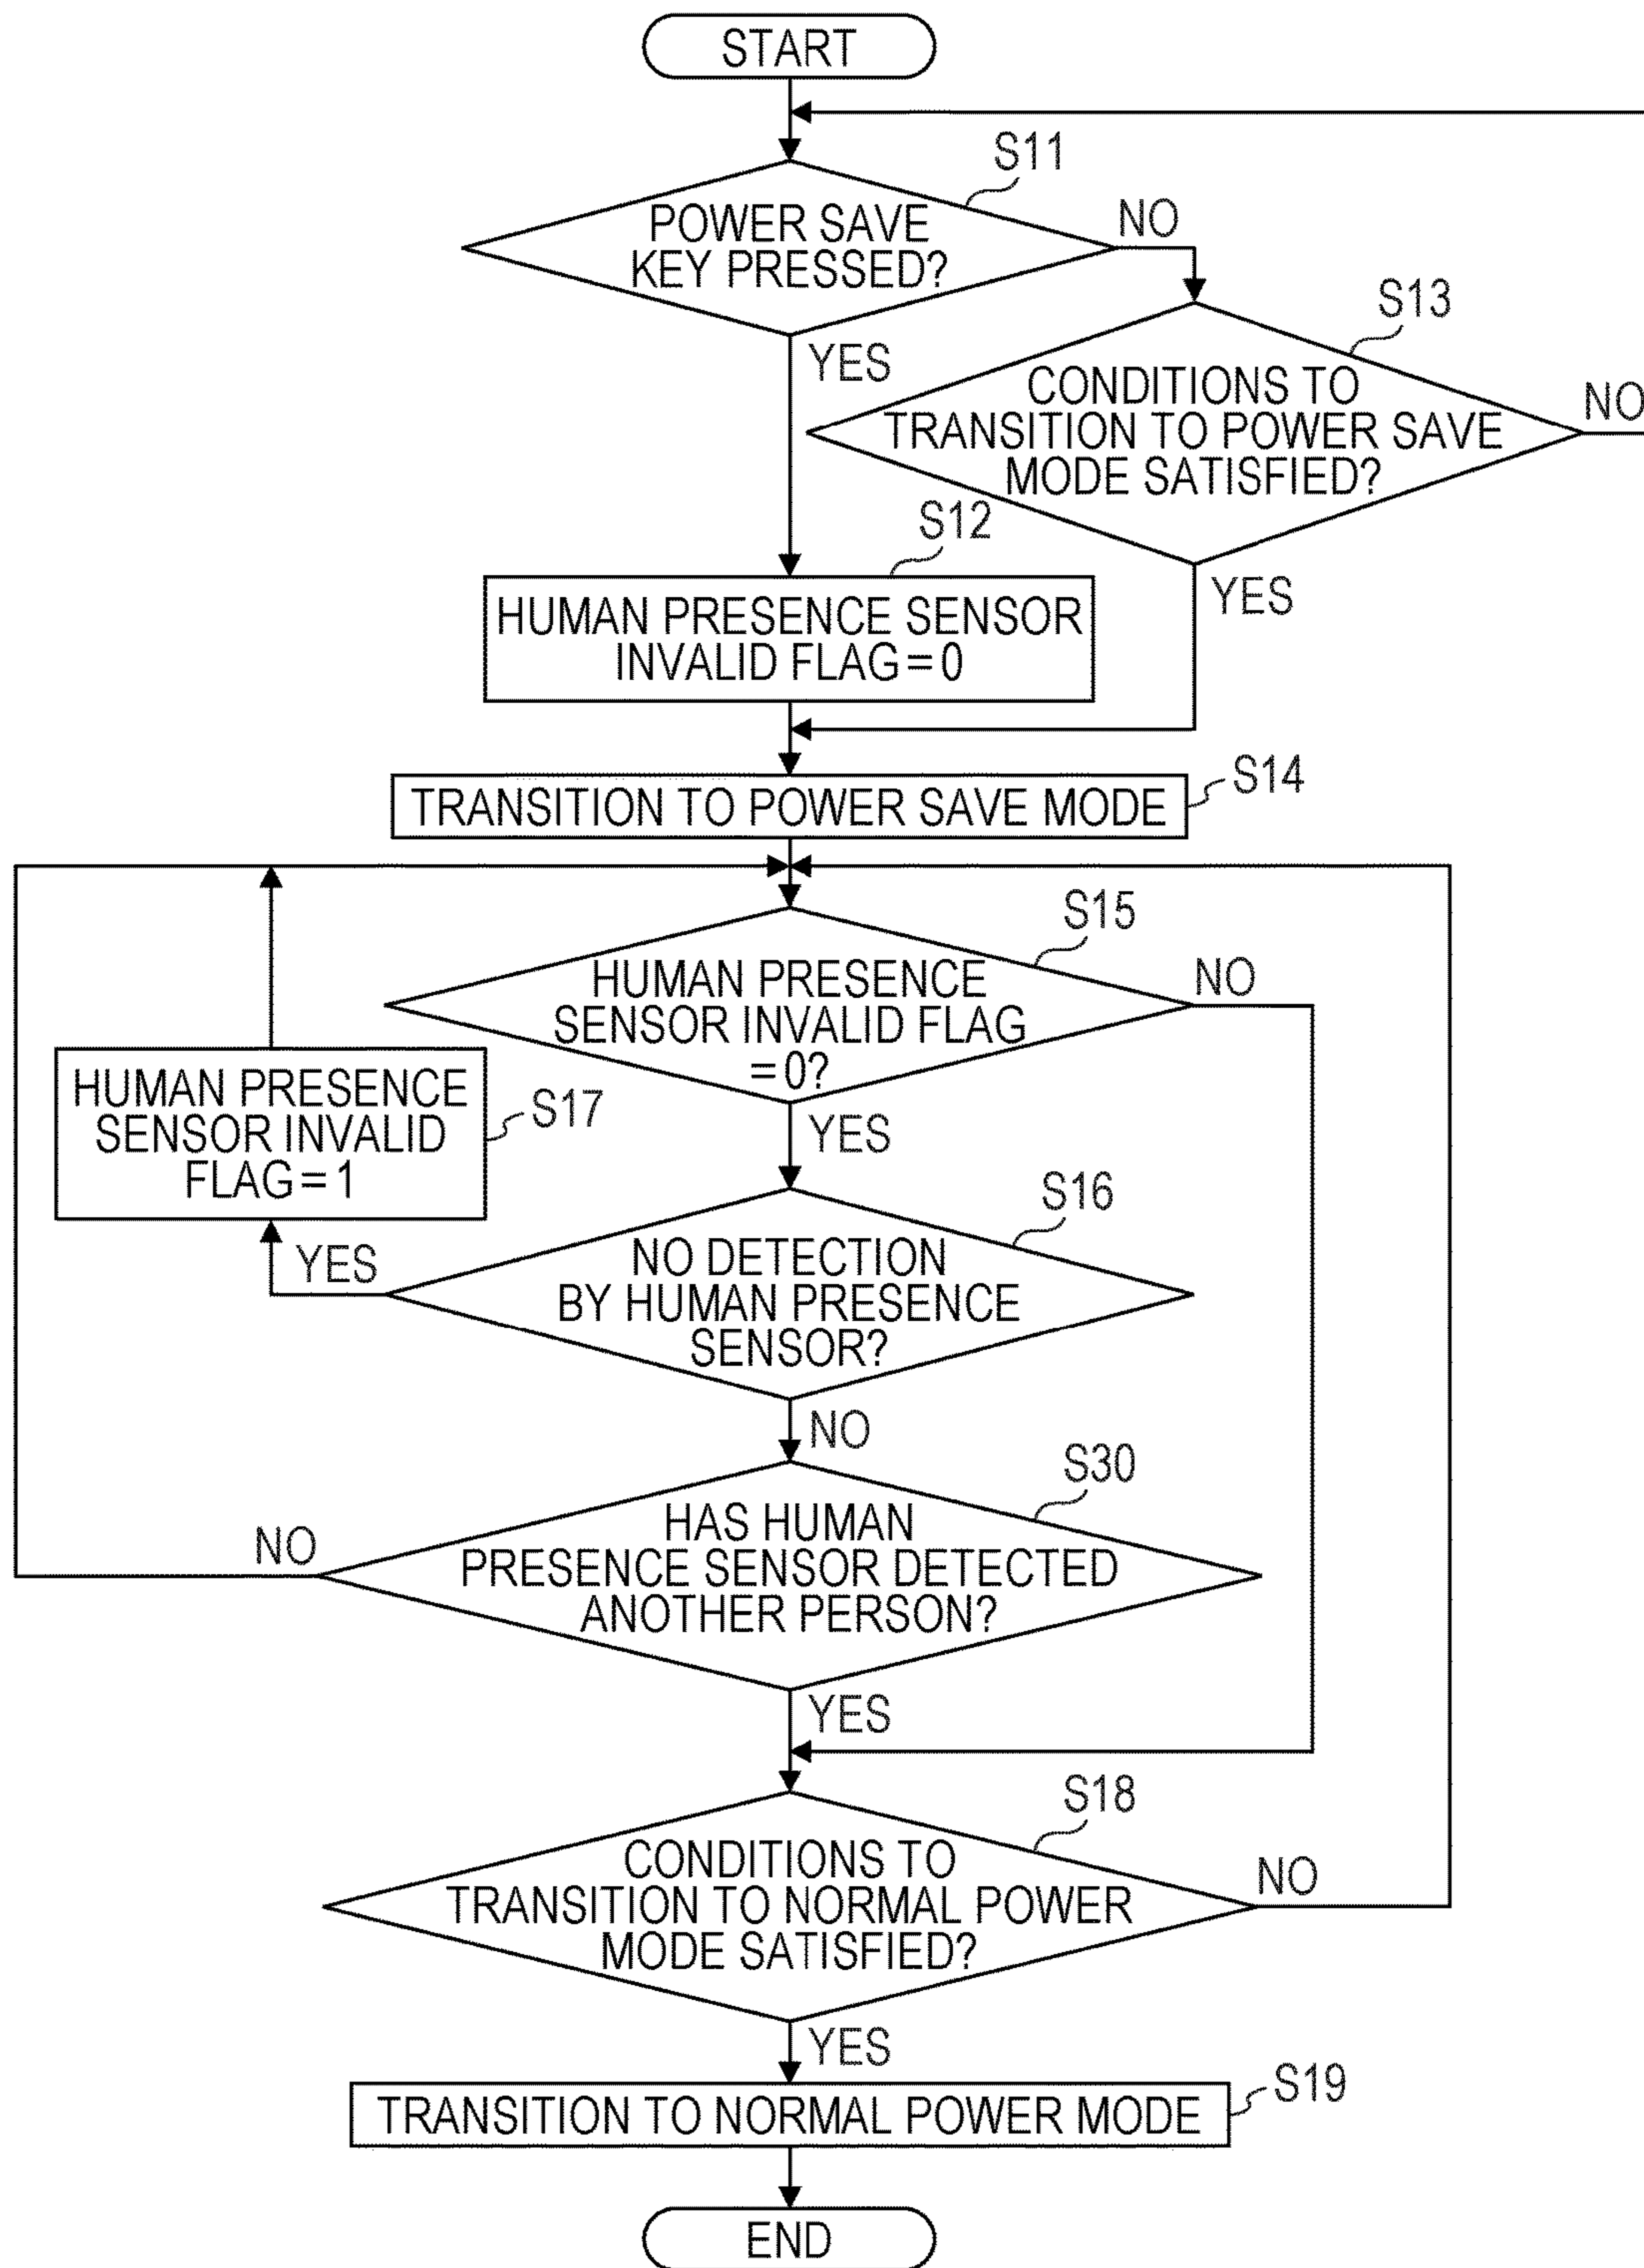 START
S11
POWER SAVE
KEY PRESSED?
NO
YES
S13
CONDITIONS TO
TRANSITION TO POWER SAVE
MODE SATISFIED?
NO
YES
S12
HUMAN PRESENCE SENSOR
INVALID FLAG = 0
TRANSITION TO POWER SAVE MODE
S14
S15
HUMAN PRESENCE
SENSOR INVALID FLAG
= 0?
NO
YES
HUMAN PRESENCE
SENSOR INVALID
FLAG = 1
S17
S16
NO DETECTION
BY HUMAN PRESENCE
SENSOR?
YES
NO
S30
HAS HUMAN
PRESENCE SENSOR DETECTED
ANOTHER PERSON?
NO
YES
S18
CONDITIONS TO
TRANSITION TO NORMAL POWER
MODE SATISFIED?
NO
YES
TRANSITION TO NORMAL POWER MODE
S19
END